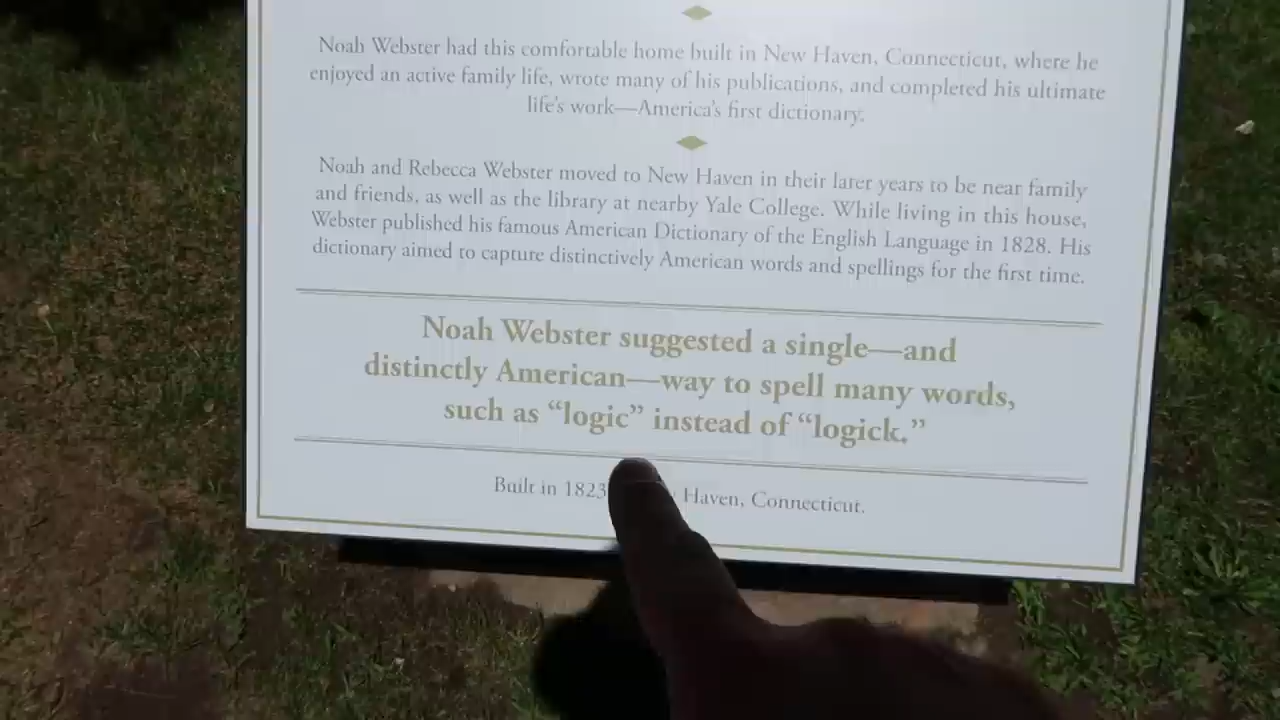 Noah Webster had this comfortable home built in New Haven, Connecticut, where he
enjoyed an active family life, wrote many of his publications, and completed his ultimate
life's work—America's first dictionary.
Noah and Rebecca Webster moved to New Haven in their later years to be near family
and friends, as well as the library at nearby Yale College. While living in this house,
Webster published his famous American Dictionary of the English Language in 1828. His
dictionary aimed to capture distinctively American words and spellings for the first time.
Noah Webster suggested a single—and
distinctly American—way to spell many words,
such as “logic” instead of “logick.”
Built in 1823 Haven, Connecticut.